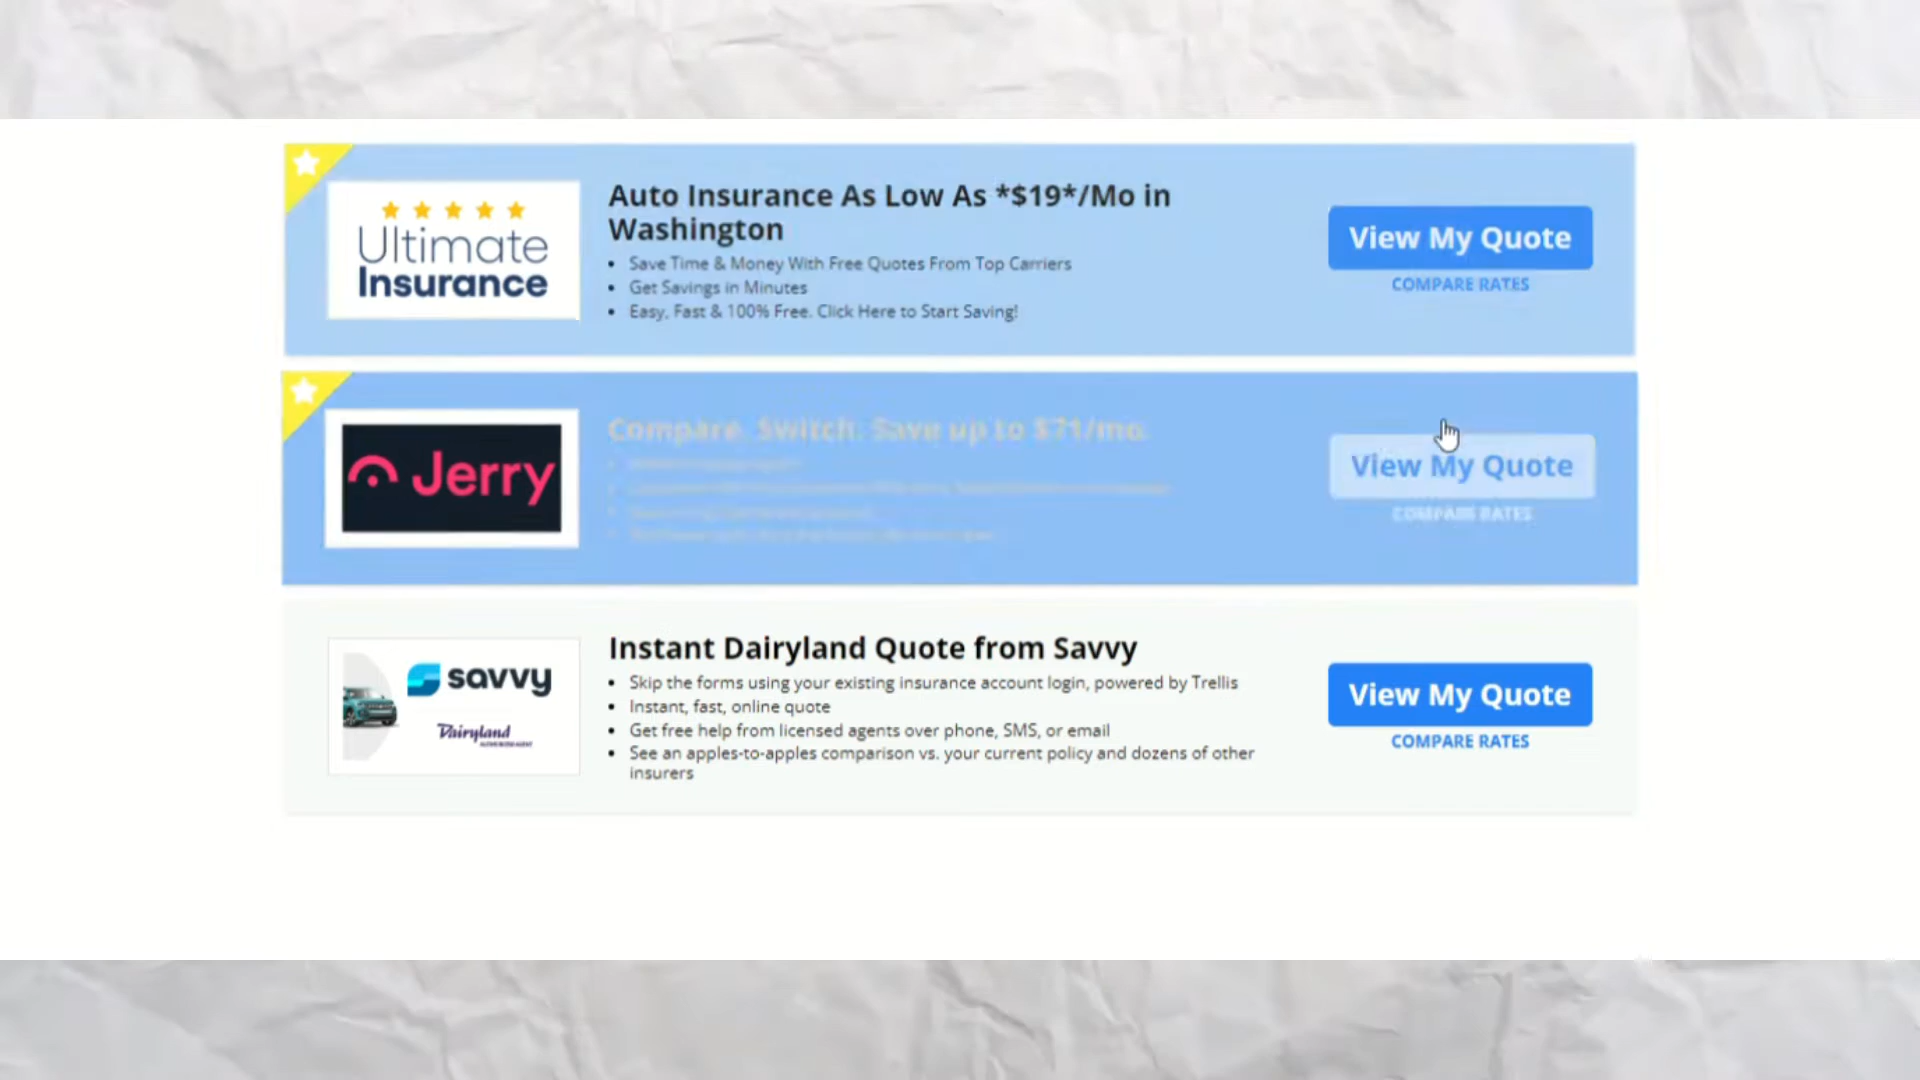 Ultimate
Insurance
Auto Insurance As Low As *$19*/Mo in
Washington
• Save Time & Money With Free Quotes From Top Carriers
• Get Savings in Minutes
• Easy, Fast & 100% Free. Click Here to Start Saving!
View My Quote
COMPARE RATES
Jerry
Compare. Switch. Save up to $71/mo.
View My Quote
COMPARE RATES
savvy
Dairyland
Instant Dairyland Quote from Savvy
• Skip the forms using your existing insurance account login, powered by Trellis
• Instant, fast, online quote
• Get free help from licensed agents over phone, SMS, or email
• See an apples-to-apples comparison vs. your current policy and dozens of other
insurers
View My Quote
COMPARE RATES